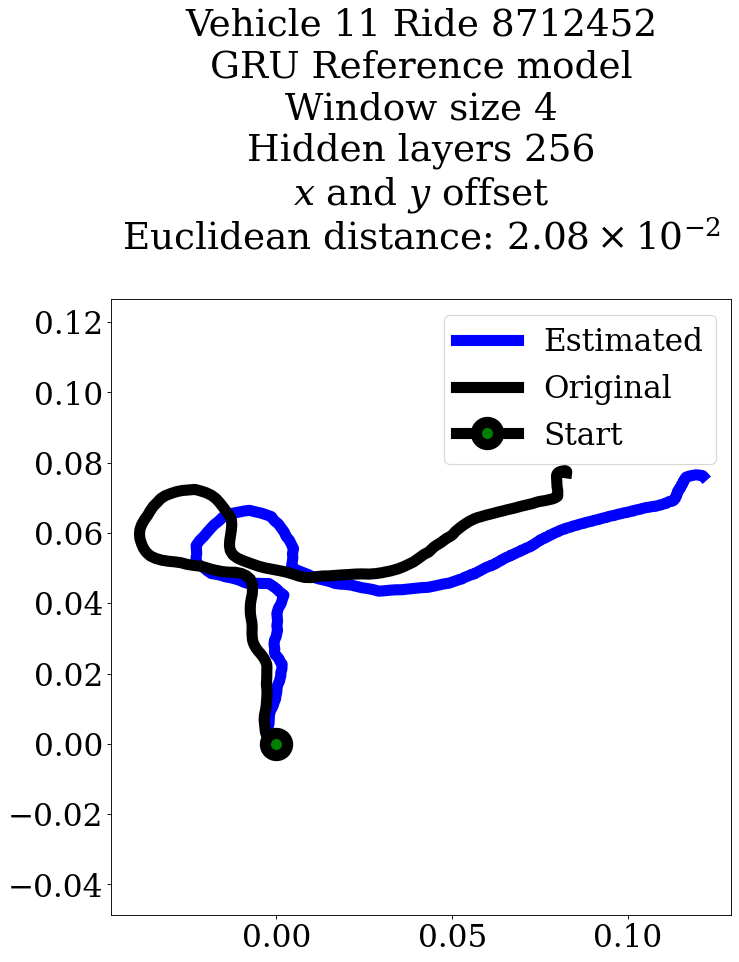 Vehicle 11 Ride 8712452
GRU Reference model
Window size 4
Hidden layers 256
x and y offset
Euclidean distance: 2.08 × 10⁻²
Estimated
Original
Start
0.12
0.10
0.08
0.06
0.04
0.02
0.00
−0.02
−0.04
0.00 0.05 0.10